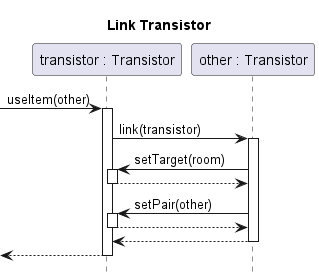 Link Transistor
transistor : Transistor
other : Transistor
useItem(other)
link(transistor)
setTarget(room)
setPair(other)